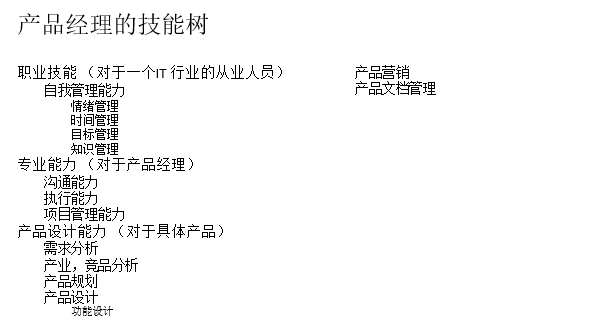 产品经理的技能树
职业技能 （对于一个IT 行业的从业人员）
自我管理能力
情绪管理
时间管理
目标管理
知识管理
专业能力 （对于产品经理）
沟通能力
执行能力
项目管理能力
产品设计能力 （对于具体产品）
需求分析
产业，竞品分析
产品规划
产品设计
功能设计
产品营销
产品文档管理